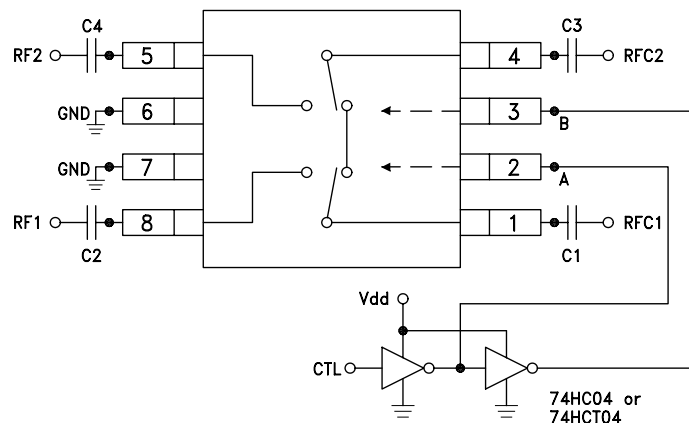 C4
C3
RF2
5
4
RFC2
GND
6
3
B
GND
7
2
A
RF1
8
1
RFC1
C2
C1
Vdd
CTL
74HC04 or
74HCT04